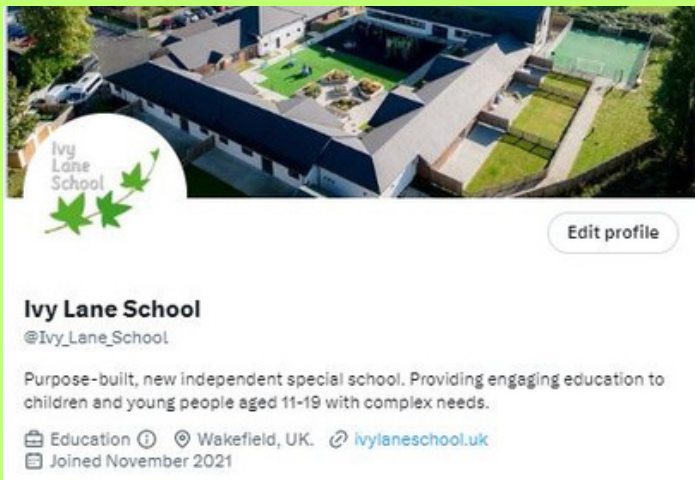 Ivy
Lane
School
Edit profile
Ivy Lane School
@Ivy_Lane_School
Purpose-built, new independent special school. Providing engaging education to
children and young people aged 11-19 with complex needs.
Education Wakefield, UK. ivylaneschool.uk
Joined November 2021